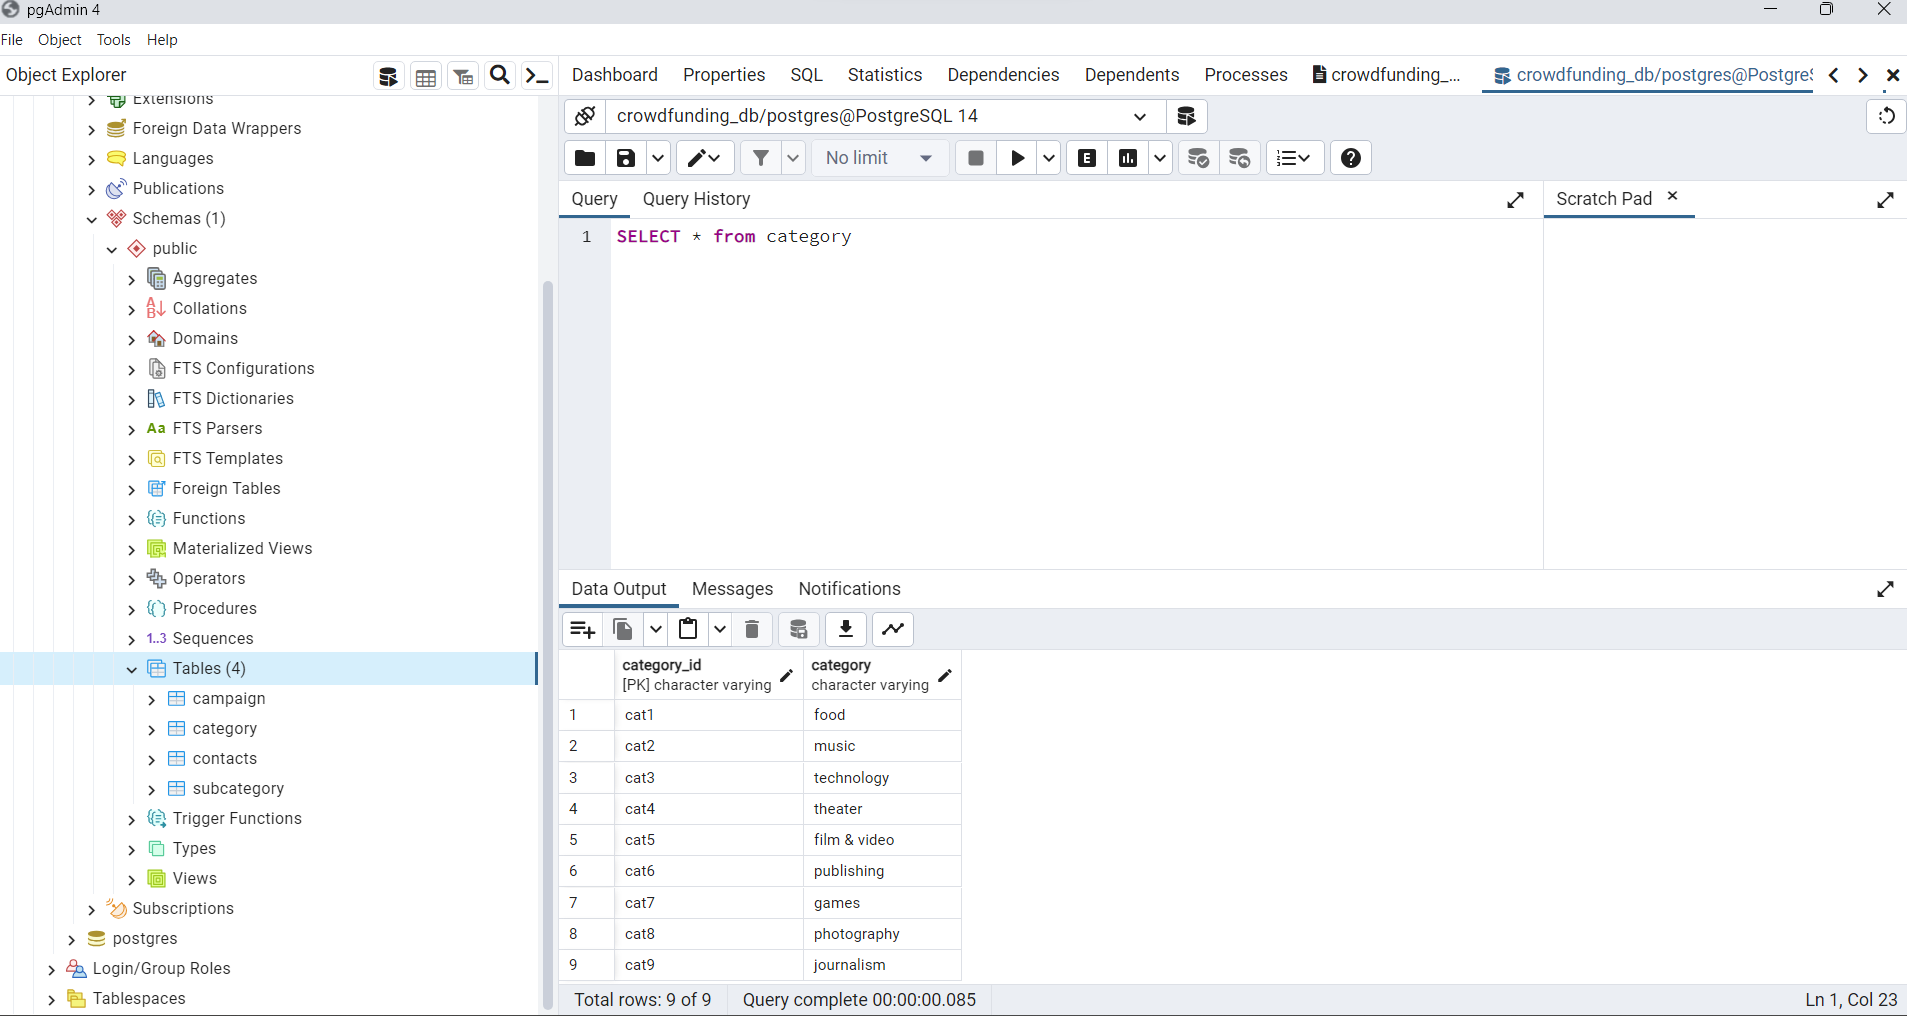 pgAdmin 4
File Object Tools Help
Object Explorer
Extensions
Foreign Data Wrappers
Languages
Publications
Schemas (1)
public
Aggregates
Collations
Domains
FTS Configurations
FTS Dictionaries
Aa FTS Parsers
FTS Templates
Foreign Tables
Functions
Materialized Views
Operators
Procedures
1..3 Sequences
Tables (4)
campaign
category
contacts
subcategory
Trigger Functions
Types
Views
Subscriptions
postgres
Login/Group Roles
Tablespaces
Dashboard Properties SQL Statistics Dependencies Dependents Processes crowdfunding_... crowdfunding_db/postgres@Postgre
crowdfunding_db/postgres@PostgreSQL 14
No limit E
Query Query History Scratch Pad
1 SELECT * from category
Data Output Messages Notifications
category_id category
[PK] character varying character varying
1 cat1 food
2 cat2 music
3 cat3 technology
4 cat4 theater
5 cat5 film & video
6 cat6 publishing
7 cat7 games
8 cat8 photography
9 cat9 journalism
Total rows: 9 of 9 Query complete 00:00:00.085 Ln 1, Col 23